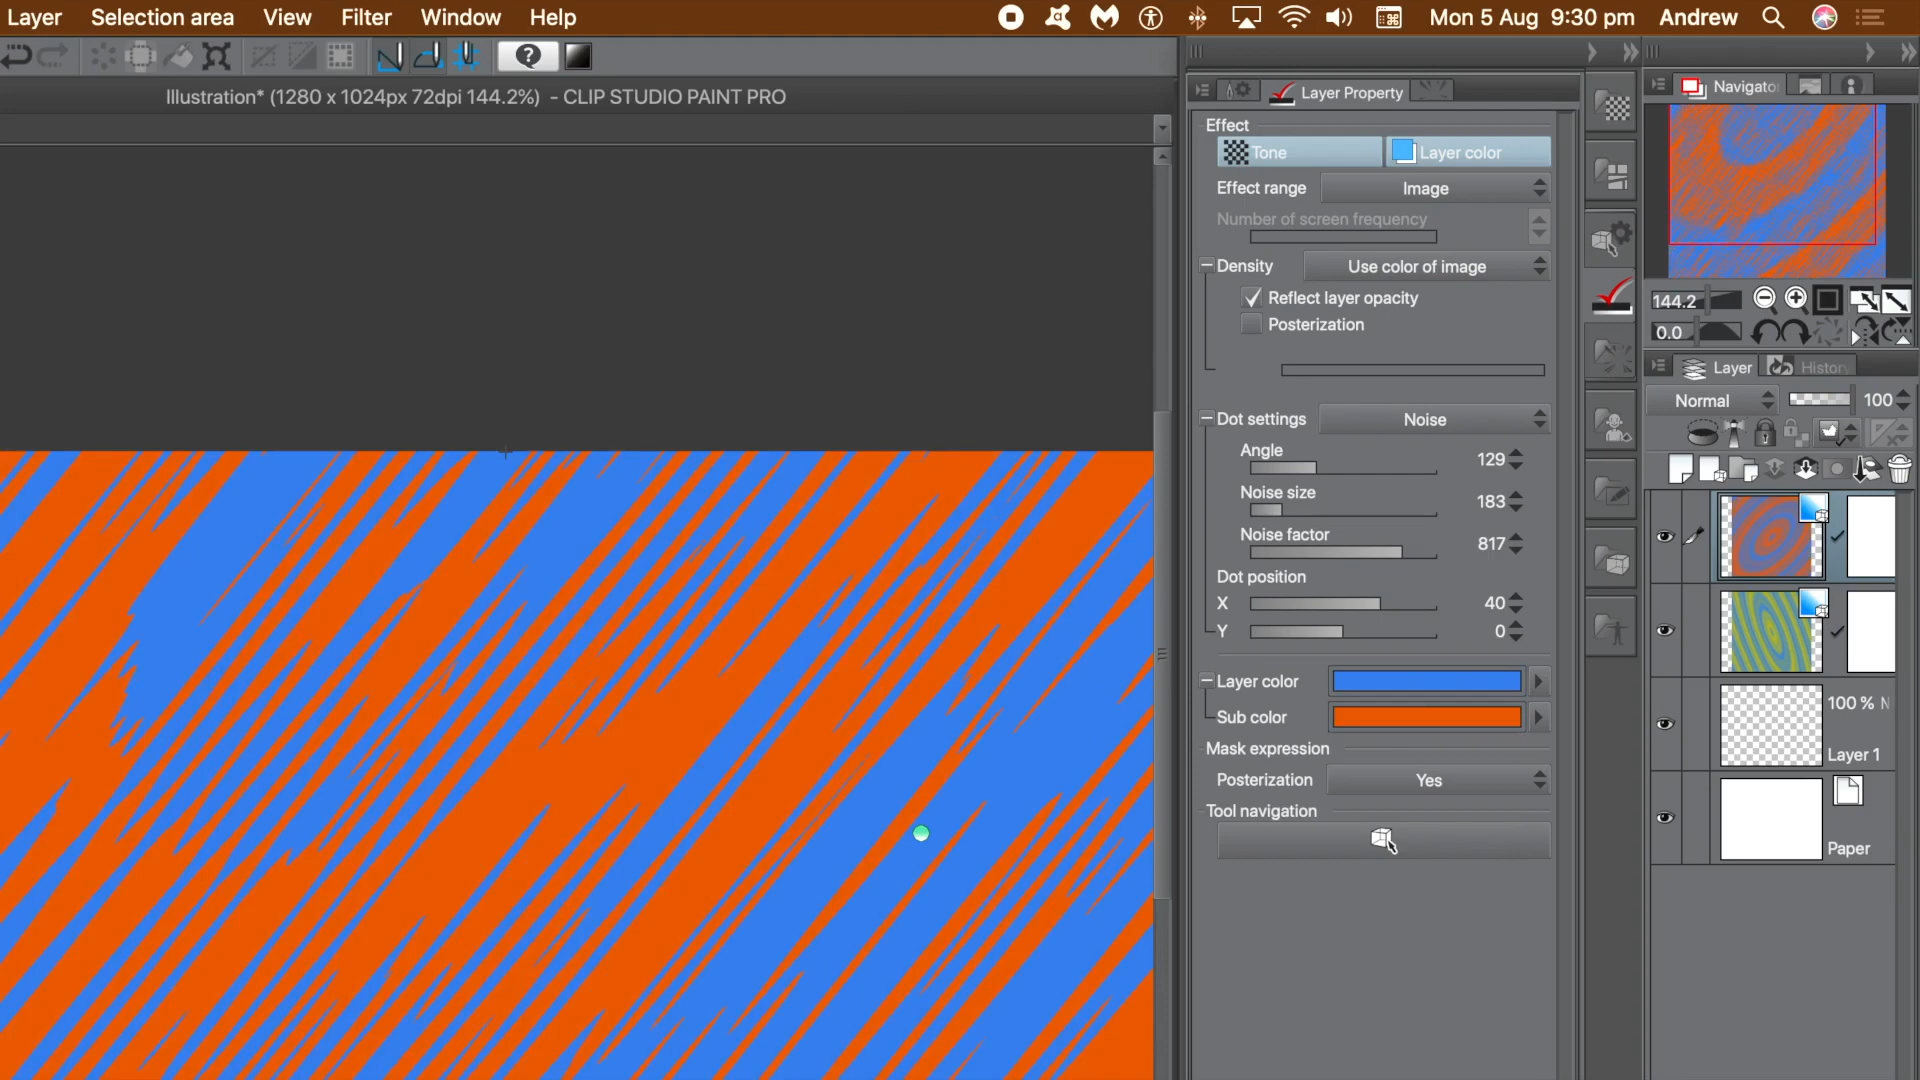 Layer Selection area View Filter Window Help Mon 5 Aug 9:30 pm Andrew
Illustration* (1280 x 1024px 72dpi 144.2%) - CLIP STUDIO PAINT PRO
Layer Property
Effect
Tone Layer color
Effect range Image
Number of screen frequency
Density Use color of image
Reflect layer opacity
Posterization
Dot settings Noise
Angle 129
Noise size 183
Noise factor 817
Dot position
X 40
Y 0
Layer color
Sub color
Mask expression
Posterization Yes
Tool navigation
Navigato
144.2
0.0
Layer History
Normal 100
100 % N
Layer 1
Paper